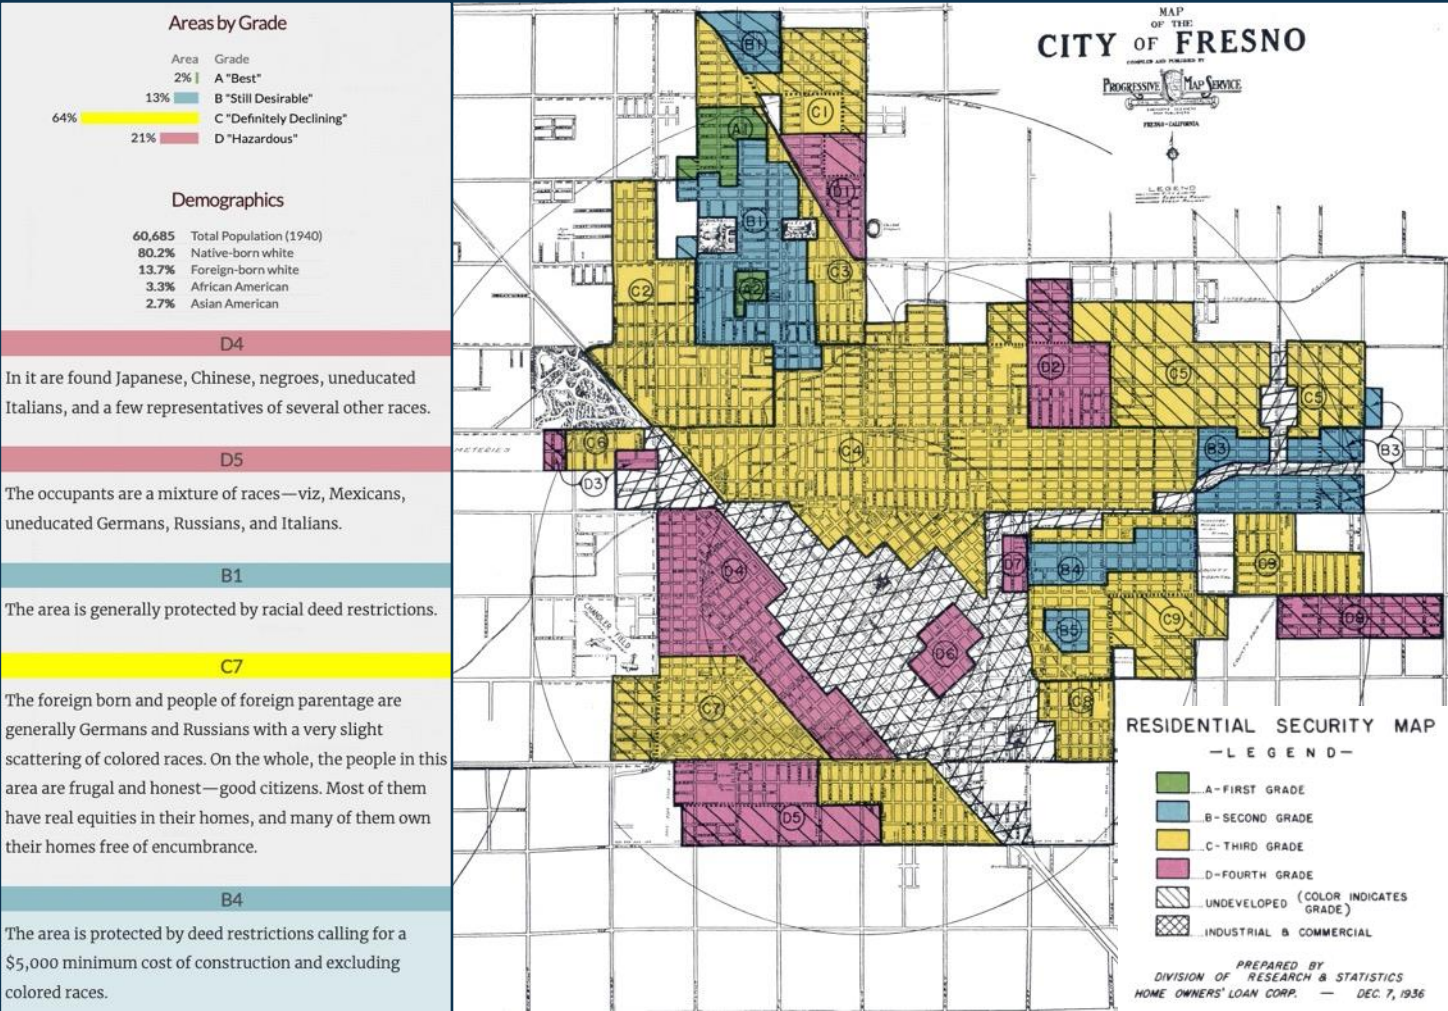 Areas by Grade
Area Grade
2% A "Best"
13% B "Still Desirable"
64% C "Definitely Declining"
21% D "Hazardous"
Demographics
60,685 Total Population (1940)
80.2% Native-born white
13.7% Foreign-born white
3.3% African American
2.7% Asian American
D4
In it are found Japanese, Chinese, negroes, uneducated
Italians, and a few representatives of several other races.
D5
The occupants are a mixture of races—viz, Mexicans,
uneducated Germans, Russians, and Italians.
B1
The area is generally protected by racial deed restrictions.
C7
The foreign born and people of foreign parentage are
generally Germans and Russians with a very slight
scattering of colored races. On the whole, the people in this
area are frugal and honest—good citizens. Most of them
have real equities in their homes, and many of them own
their homes free of encumbrance.
B4
The area is protected by deed restrictions calling for a
$5,000 minimum cost of construction and excluding
colored races.
MAP
OF THE
CITY OF FRESNO
COMPILED AND PUBLISHED BY
PROGRESSIVE MAP SERVICE
FRESNO - CALIFORNIA
LEGEND
B1
C1
A1
D1
B1
C3
C2
A2
D2
C5
C5
C6
C4
B3
B3
D3
D4
D7
B4
D9
CHANDLER FIELD
B5
C9
D8
D6
C7
C8
D5
RESIDENTIAL SECURITY MAP
— LEGEND —
A - FIRST GRADE
B - SECOND GRADE
C - THIRD GRADE
D - FOURTH GRADE
UNDEVELOPED (COLOR INDICATES
GRADE)
INDUSTRIAL & COMMERCIAL
PREPARED BY
DIVISION OF RESEARCH & STATISTICS
HOME OWNERS' LOAN CORP. — DEC. 7, 1936